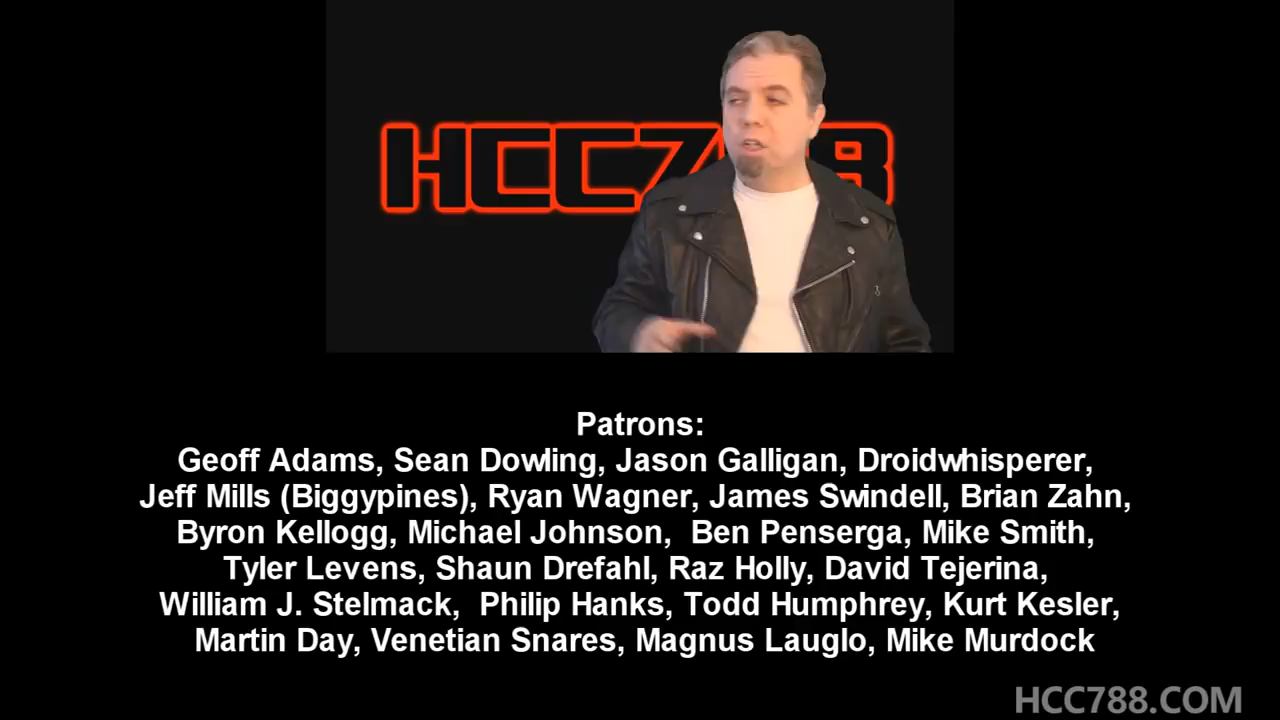 HCC788
Patrons:
Geoff Adams, Sean Dowling, Jason Galligan, Droidwhisperer,
Jeff Mills (Biggypines), Ryan Wagner, James Swindell, Brian Zahn,
Byron Kellogg, Michael Johnson,  Ben Penserga, Mike Smith,
Tyler Levens, Shaun Drefahl, Raz Holly, David Tejerina,
William J. Stelmack,  Philip Hanks, Todd Humphrey, Kurt Kesler,
Martin Day, Venetian Snares, Magnus Lauglo, Mike Murdock
HCC788.COM